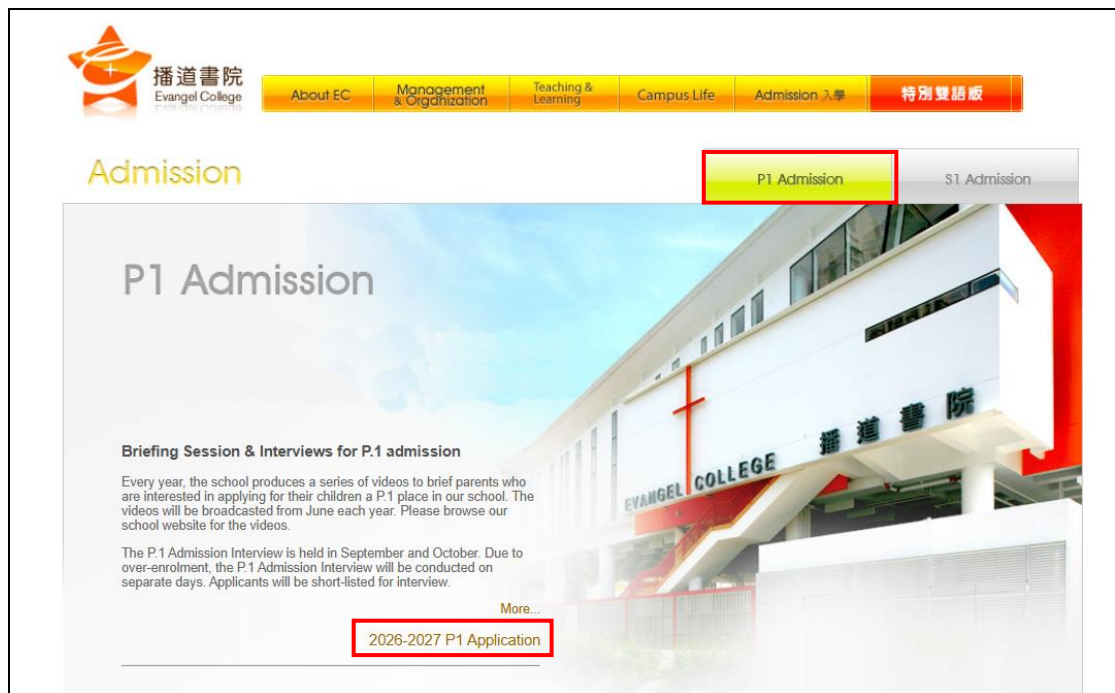 播道書院
Evangel College
About EC
Management
& Organization
Teaching &
Learning
Campus Life
Admission 入學
特別雙語版
Admission
P1 Admission
S1 Admission
P1 Admission
Briefing Session & Interviews for P.1 admission
Every year, the school produces a series of videos to brief parents who
are interested in applying for their children a P.1 place in our school. The
videos will be broadcasted from June each year. Please browse our
school website for the videos.
The P.1 Admission Interview is held in September and October. Due to
over-enrolment, the P.1 Admission Interview will be conducted on
separate days. Applicants will be short-listed for interview.
More...
2026-2027 P1 Application
EVANGEL COLLEGE 播道書院